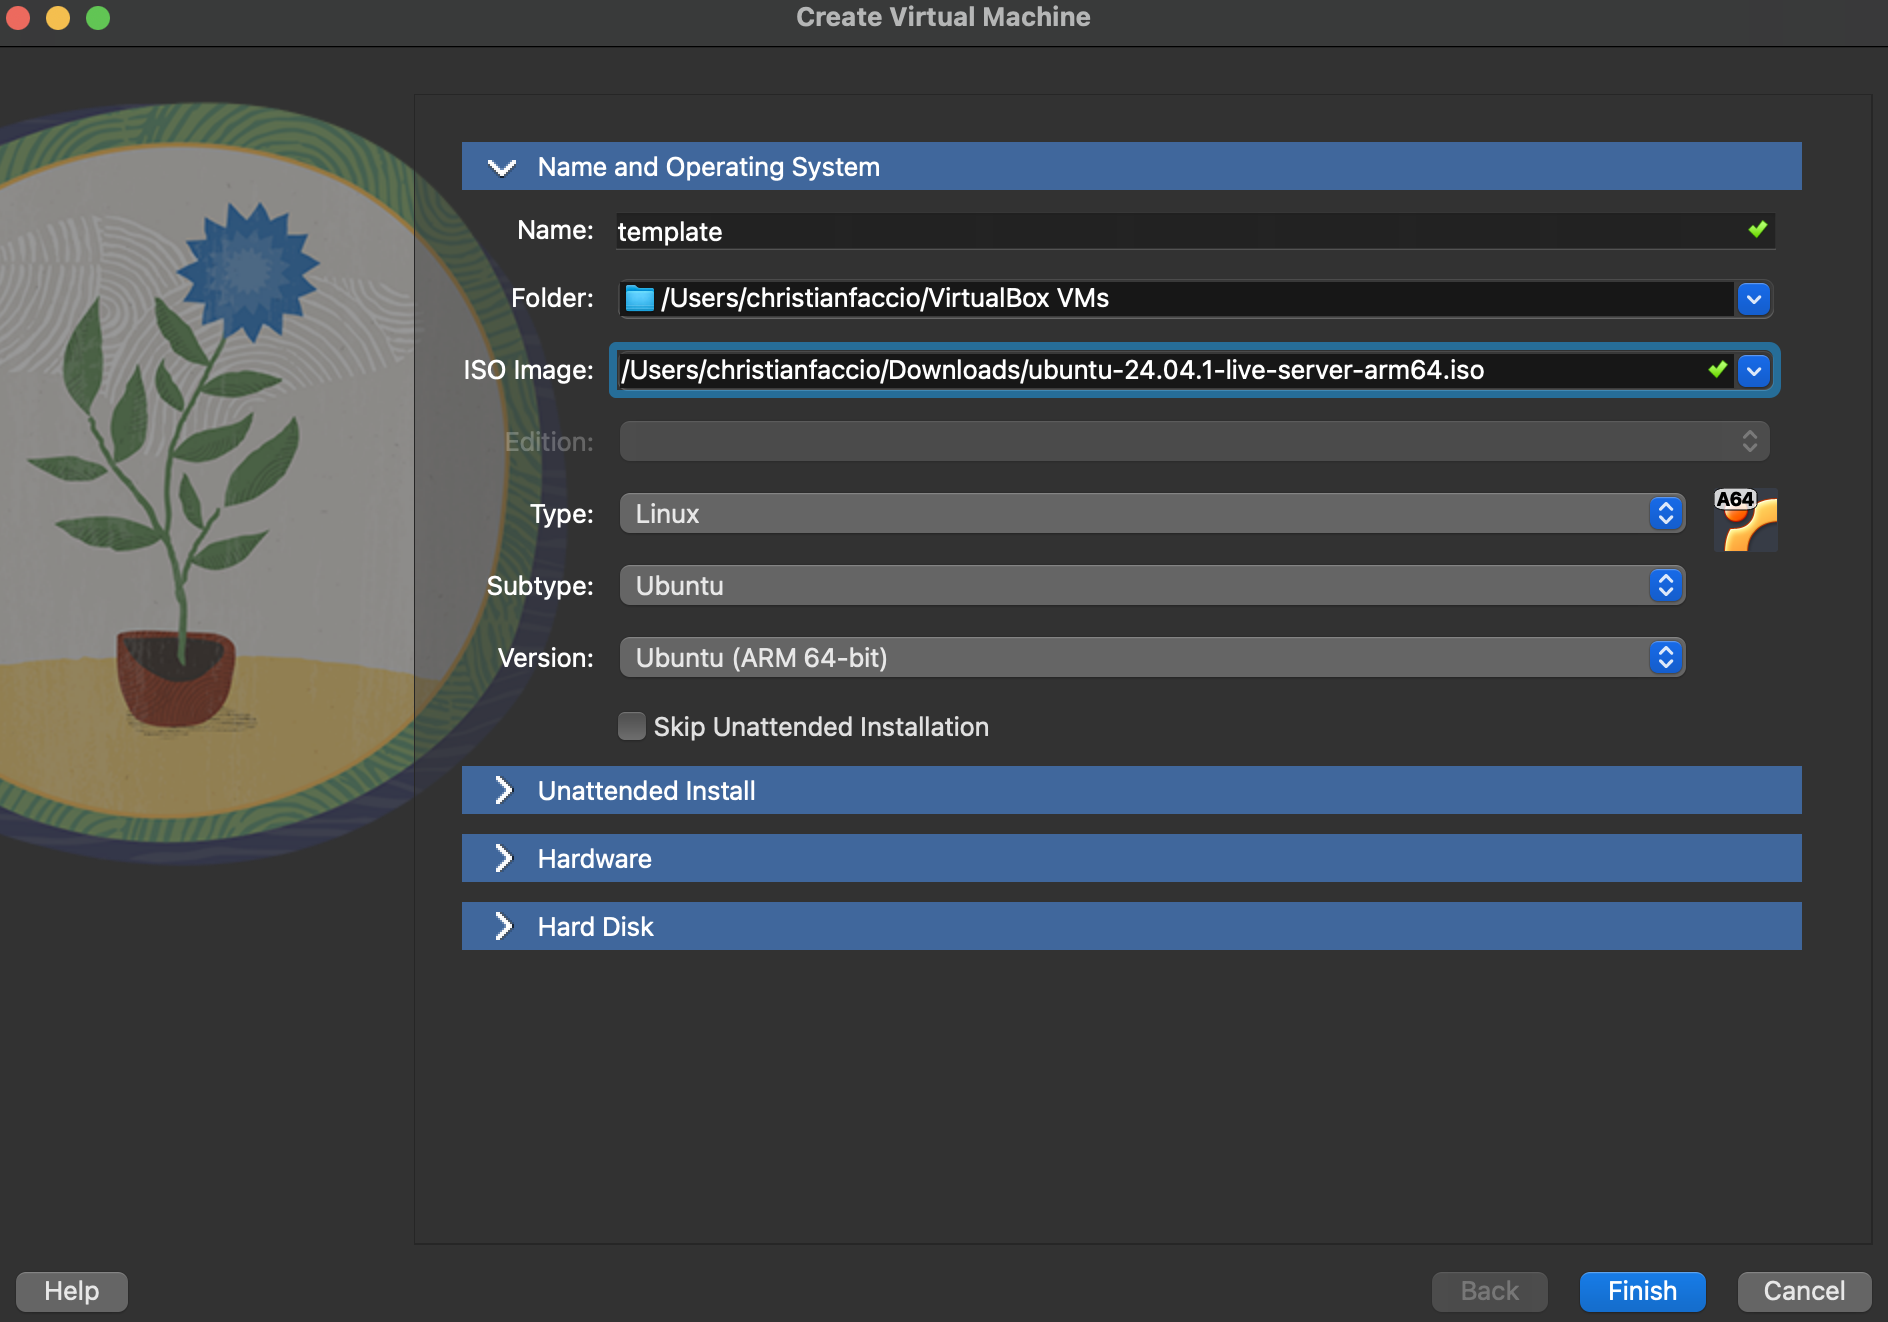 Create Virtual Machine
Name and Operating System
Name: template
Folder: /Users/christianfaccio/VirtualBox VMs
ISO Image: /Users/christianfaccio/Downloads/ubuntu-24.04.1-live-server-arm64.iso
Edition:
Type: Linux
A64
Subtype: Ubuntu
Version: Ubuntu (ARM 64-bit)
Skip Unattended Installation
Unattended Install
Hardware
Hard Disk
Help Back Finish Cancel